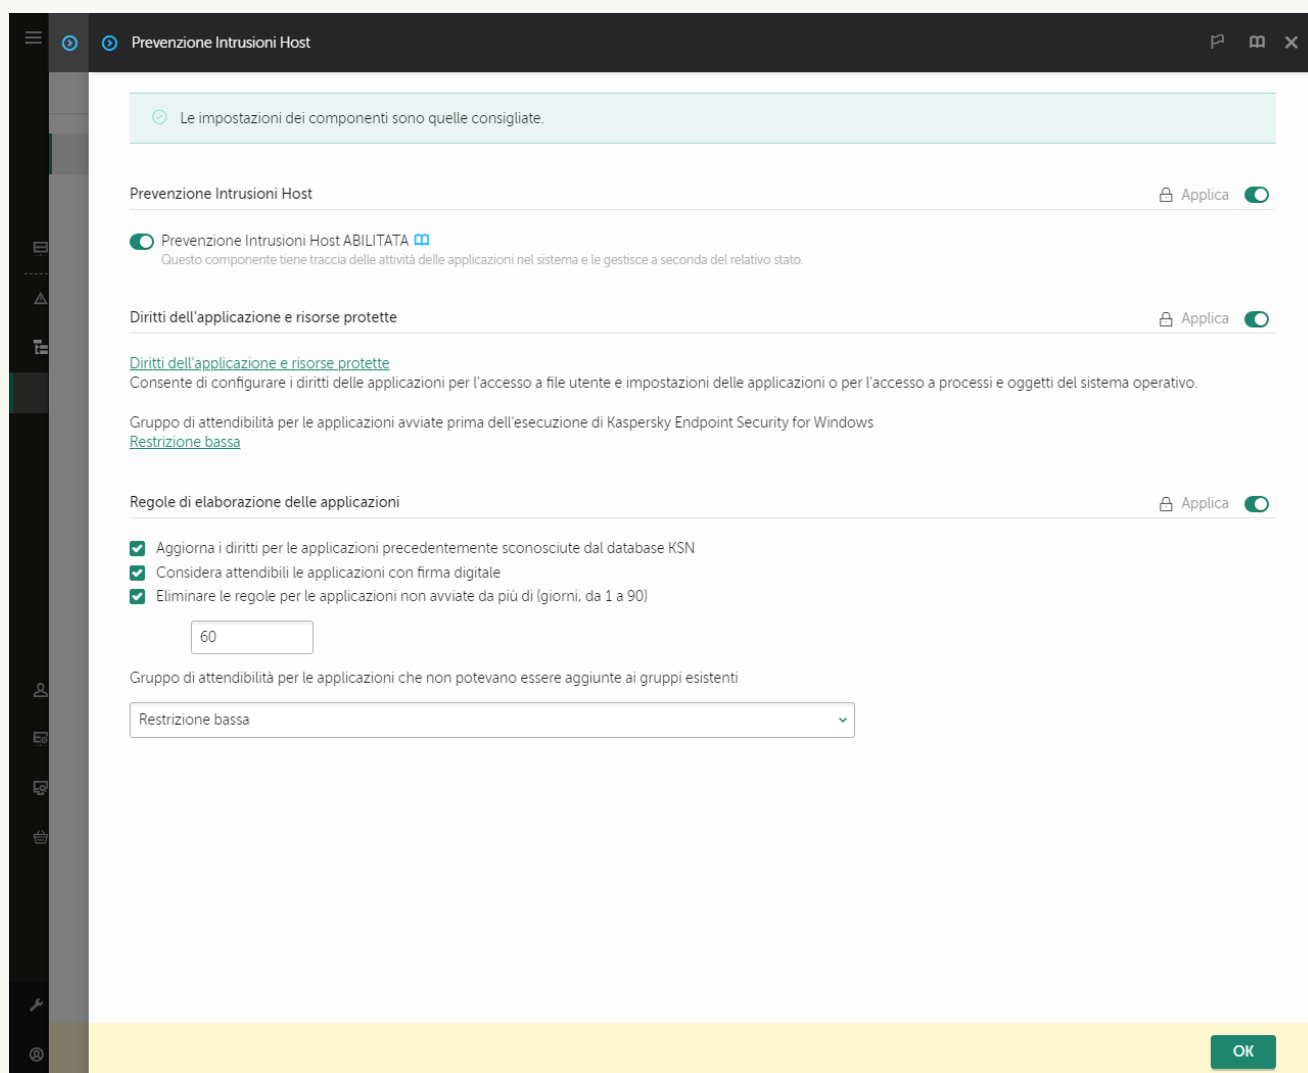 Prevenzione Intrusioni Host
Le impostazioni dei componenti sono quelle consigliate.
Prevenzione Intrusioni Host
Applica
Prevenzione Intrusioni Host ABILITATA
Questo componente tiene traccia delle attività delle applicazioni nel sistema e le gestisce a seconda del relativo stato.
Diritti dell'applicazione e risorse protette
Applica
Diritti dell'applicazione e risorse protette
Consente di configurare i diritti delle applicazioni per l'accesso a file utente e impostazioni delle applicazioni o per l'accesso a processi e oggetti del sistema operativo.
Gruppo di attendibilità per le applicazioni avviate prima dell'esecuzione di Kaspersky Endpoint Security for Windows
Restrizione bassa
Regole di elaborazione delle applicazioni
Applica
Aggiorna i diritti per le applicazioni precedentemente sconosciute dal database KSN
Considera attendibili le applicazioni con firma digitale
Eliminare le regole per le applicazioni non avviate da più di (giorni, da 1 a 90)
60
Gruppo di attendibilità per le applicazioni che non potevano essere aggiunte ai gruppi esistenti
Restrizione bassa
OK